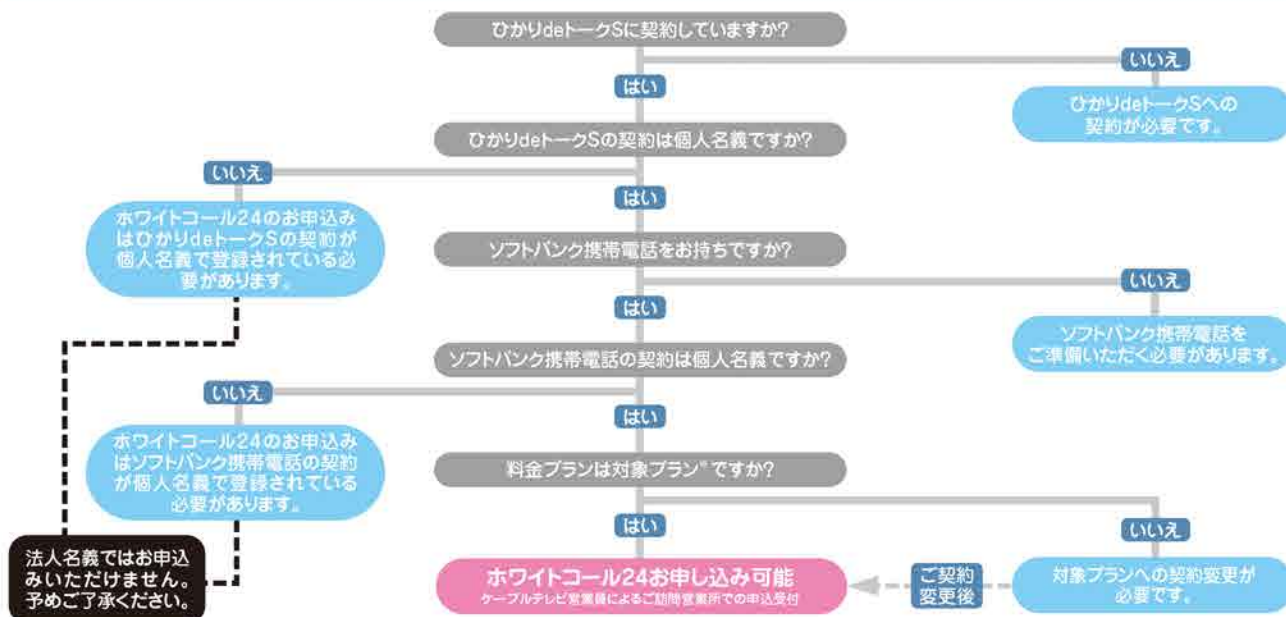 ひかりdeトークSに契約していますか?
いいえ
はい
ひかりdeトークSへの
契約が必要です。
ひかりdeトークSの契約は個人名義ですか?
いいえ
はい
ホワイトコール24のお申込み
はひかりdeトークSの契約が
個人名義で登録されている必
要があります。
ソフトバンク携帯電話をお持ちですか?
いいえ
はい
ソフトバンク携帯電話を
ご準備いただく必要があります。
ソフトバンク携帯電話の契約は個人名義ですか?
いいえ
はい
ホワイトコール24のお申込み
はソフトバンク携帯電話の契約
が個人名義で登録されている
必要があります。
料金プランは対象プラン※ですか?
はい
いいえ
法人名義ではお申込
みいただけません。
予めご了承ください。
ホワイトコール24お申し込み可能
ケーブルテレビ営業員によるご訪問営業所での申込受付
ご契約
変更後
対象プランへの契約変更が
必要です。